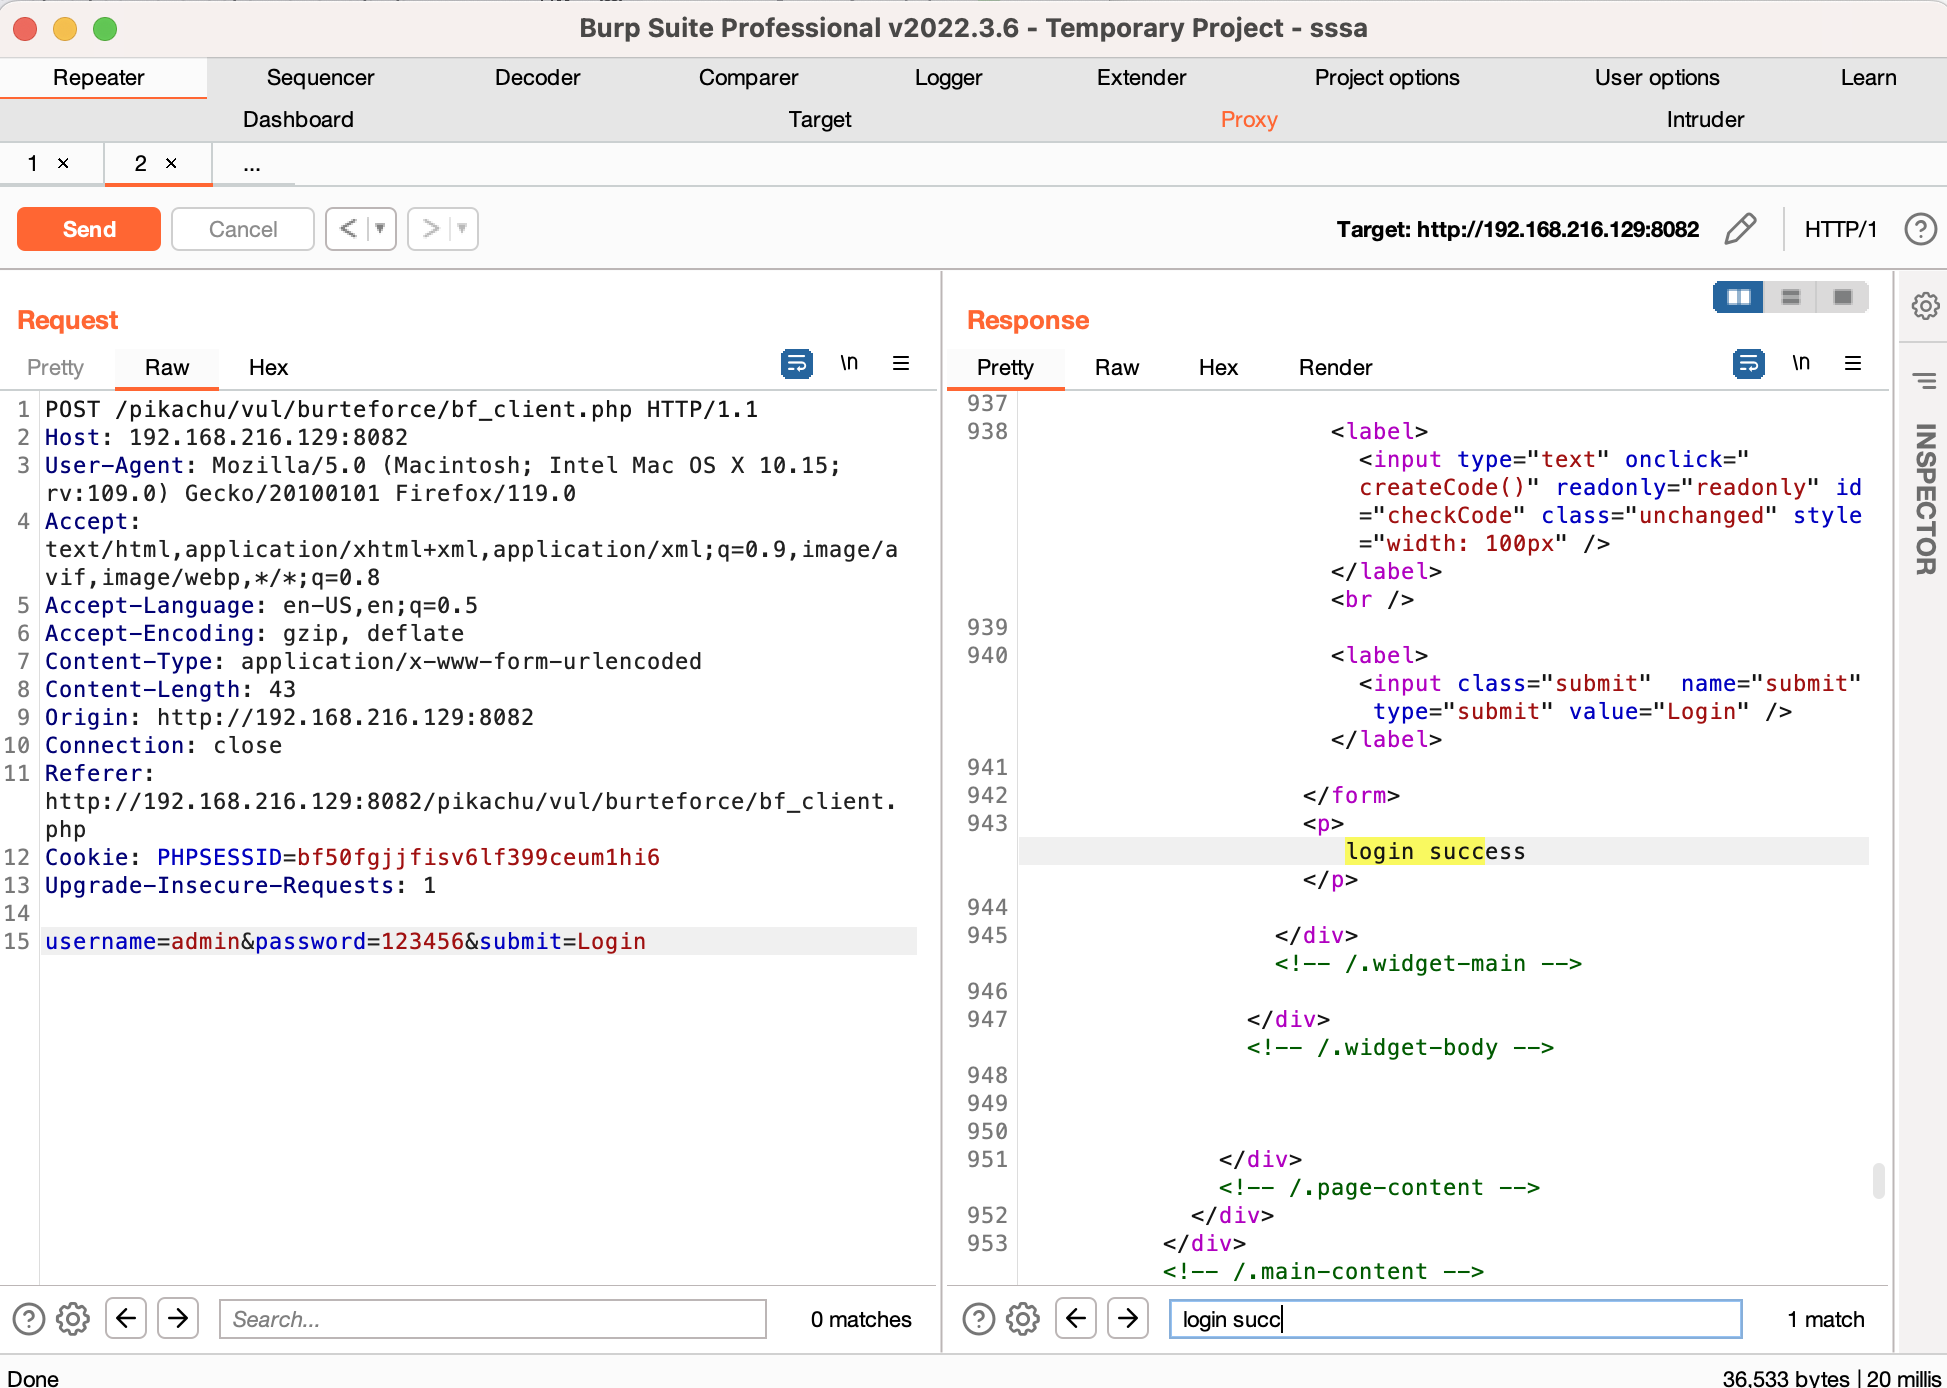 Burp Suite Professional v2022.3.6 - Temporary Project - sssa
Repeater Sequencer Decoder Comparer Logger Extender Project options User options Learn
Dashboard Target Proxy Intruder
1 × 2 × ...
Send Cancel < ▼ > ▼ Target: http://192.168.216.129:8082 HTTP/1 ?
Request
Pretty Raw Hex \n ≡
1 POST /pikachu/vul/burteforce/bf_client.php HTTP/1.1
2 Host: 192.168.216.129:8082
3 User-Agent: Mozilla/5.0 (Macintosh; Intel Mac OS X 10.15;
rv:109.0) Gecko/20100101 Firefox/119.0
4 Accept:
text/html,application/xhtml+xml,application/xml;q=0.9,image/a
vif,image/webp,*/*;q=0.8
5 Accept-Language: en-US,en;q=0.5
6 Accept-Encoding: gzip, deflate
7 Content-Type: application/x-www-form-urlencoded
8 Content-Length: 43
9 Origin: http://192.168.216.129:8082
10 Connection: close
11 Referer:
http://192.168.216.129:8082/pikachu/vul/burteforce/bf_client.
php
12 Cookie: PHPSESSID=bf50fgjjfisv6lf399ceum1hi6
13 Upgrade-Insecure-Requests: 1
14
15 username=admin&password=123456&submit=Login
? Search... 0 matches
Response
Pretty Raw Hex Render \n ≡
937
938 <label>
<input type="text" onclick="
createCode()" readonly="readonly" id
="checkCode" class="unchanged" style
="width: 100px" />
</label>
<br />
939
940 <label>
<input class="submit"  name="submit"
type="submit" value="Login" />
</label>
941
942 </form>
943 <p>
login success
</p>
944
945 </div>
<!-- /.widget-main -->
946
947 </div>
<!-- /.widget-body -->
948
949
950
951 </div>
<!-- /.page-content -->
952 </div>
953 </div>
<!-- /.main-content -->
? login succ 1 match
INSPECTOR
Done 36,533 bytes | 20 millis